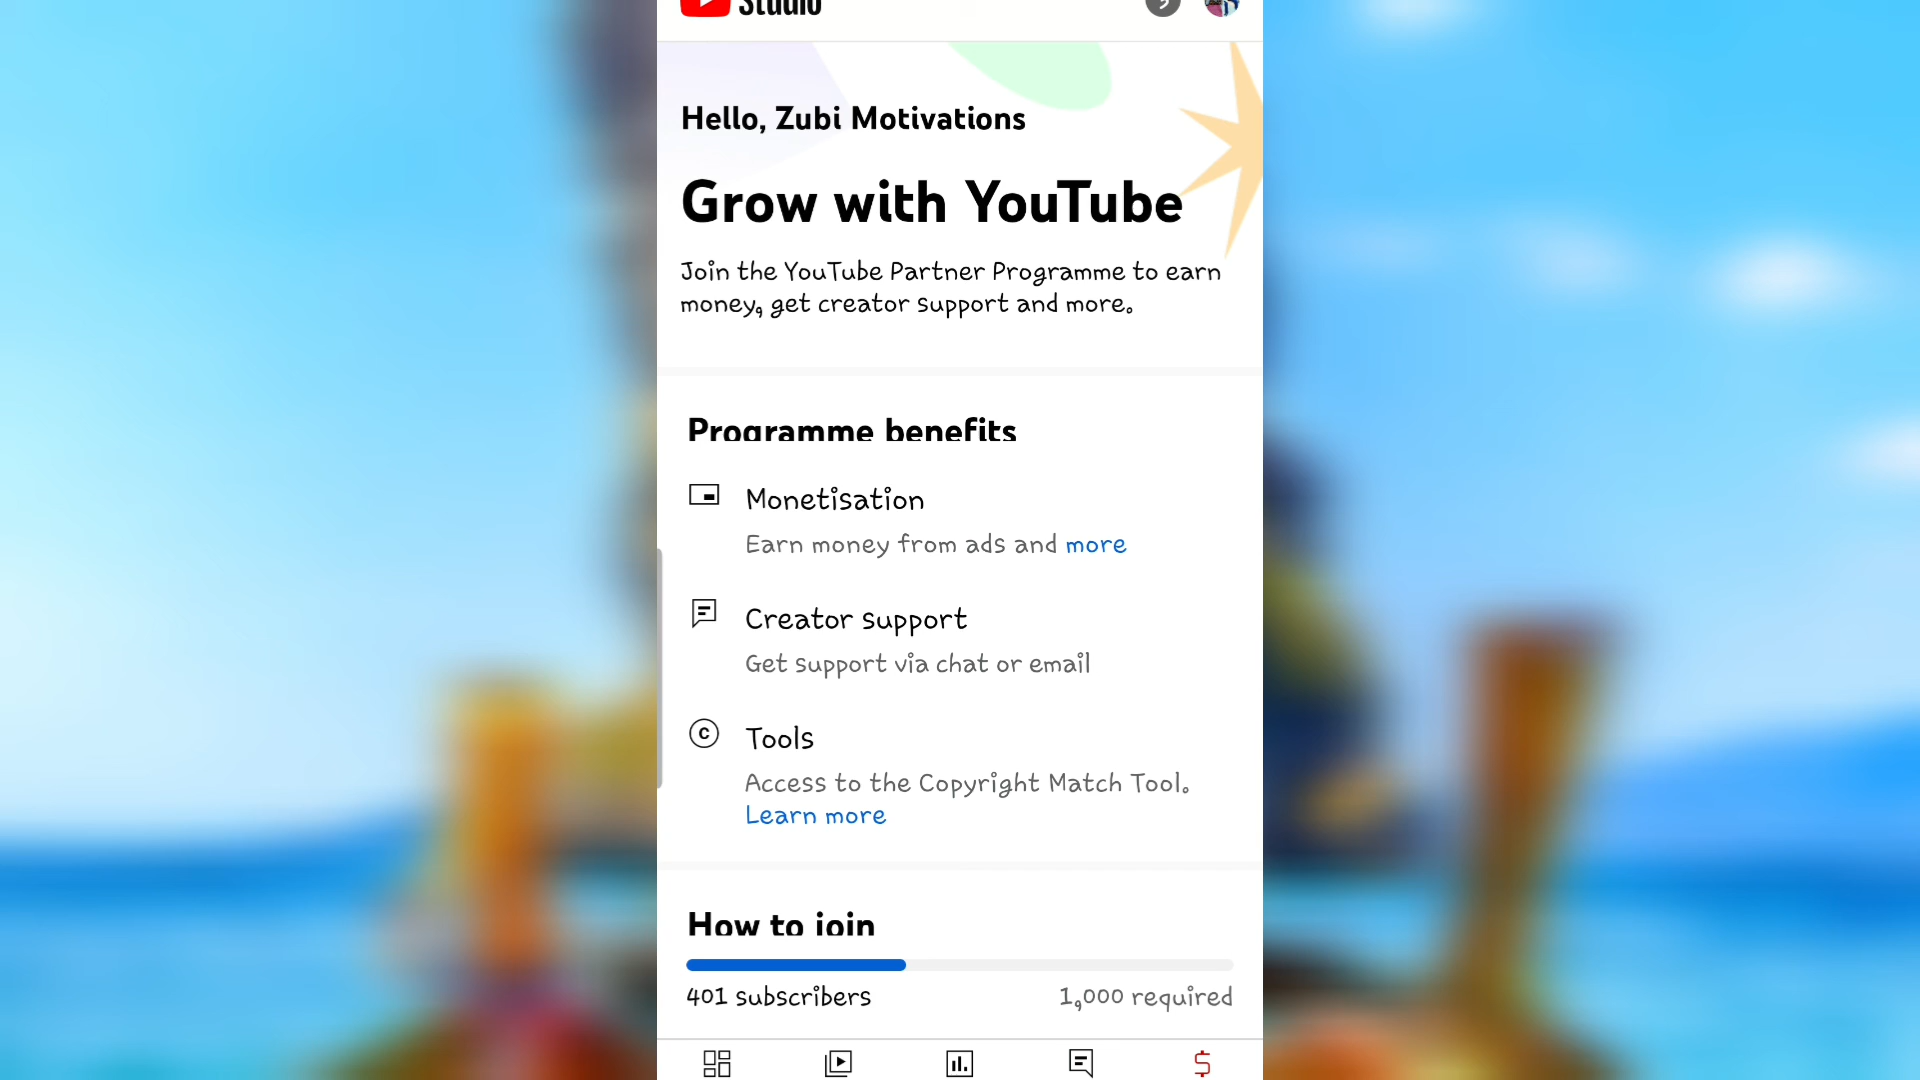 Studio
Hello, Zubi Motivations
Grow with YouTube
Join the YouTube Partner Programme to earn
money, get creator support and more.
Programme benefits
Monetisation
Earn money from ads and more
Creator support
Get support via chat or email
Tools
Access to the Copyright Match Tool.
Learn more
How to join
401 subscribers
1,000 required